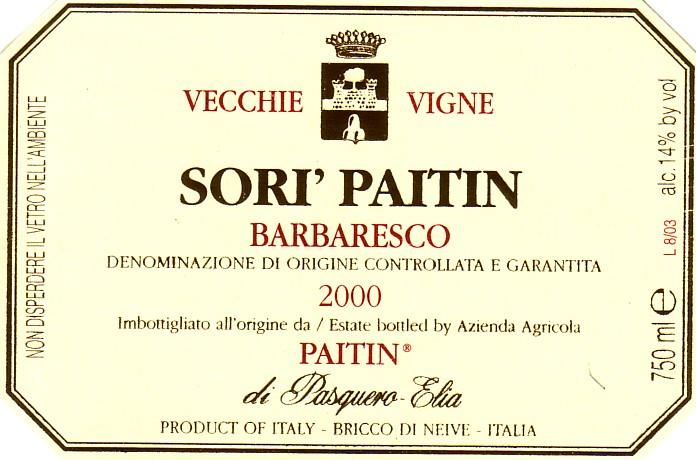 VECCHIE VIGNE
SORI' PAITIN
BARBARESCO
DENOMINAZIONE DI ORIGINE CONTROLLATA E GARANTITA
2000
Imbottigliato all'origine da / Estate bottled by Azienda Agricola
PAITIN®
di Pasquero-Elia
PRODUCT OF ITALY - BRICCO DI NEIVE - ITALIA
NON DISPERDERE IL VETRO NELL'AMBIENTE
750 ml e L 8/03 alc. 14% by vol